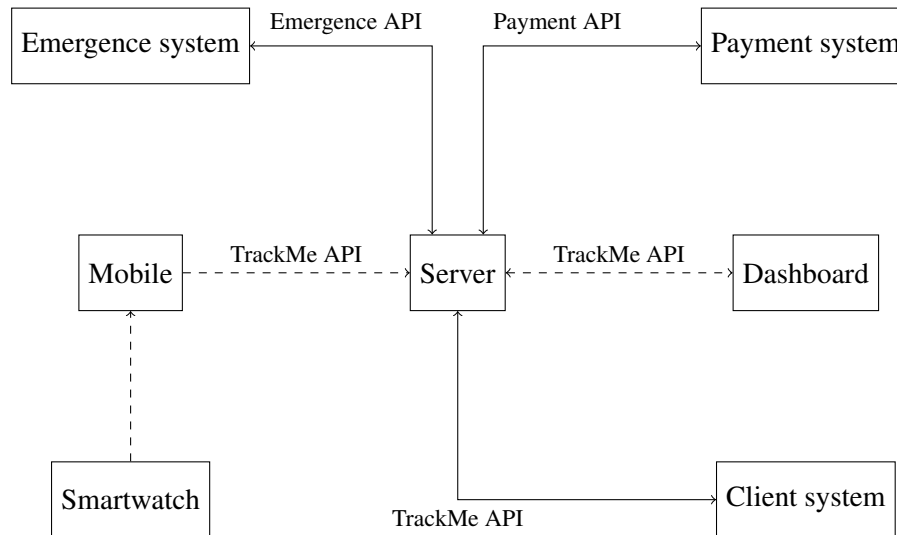 Emergence API
Payment API
Emergence system
Payment system
TrackMe API
TrackMe API
Mobile
Server
Dashboard
Smartwatch
Client system
TrackMe API